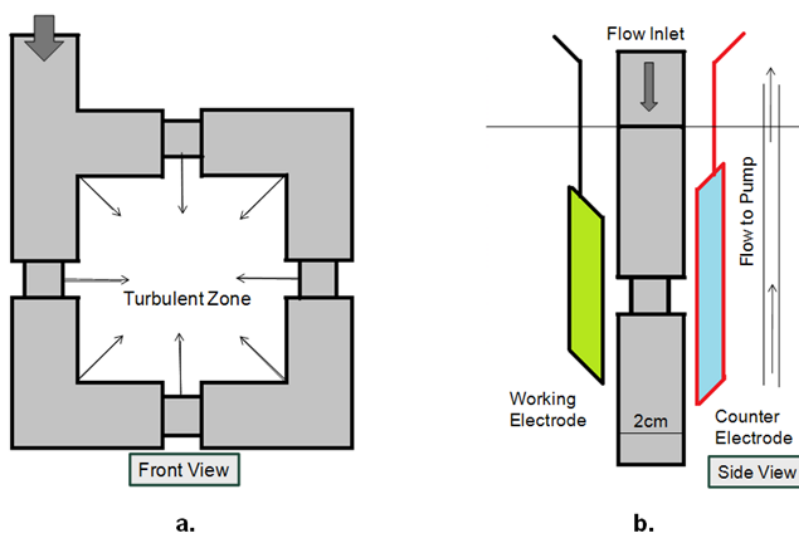 Turbulent Zone
Front View
a.
Flow Inlet
Flow to Pump
Working
Electrode
2cm
Counter
Electrode
Side View
b.